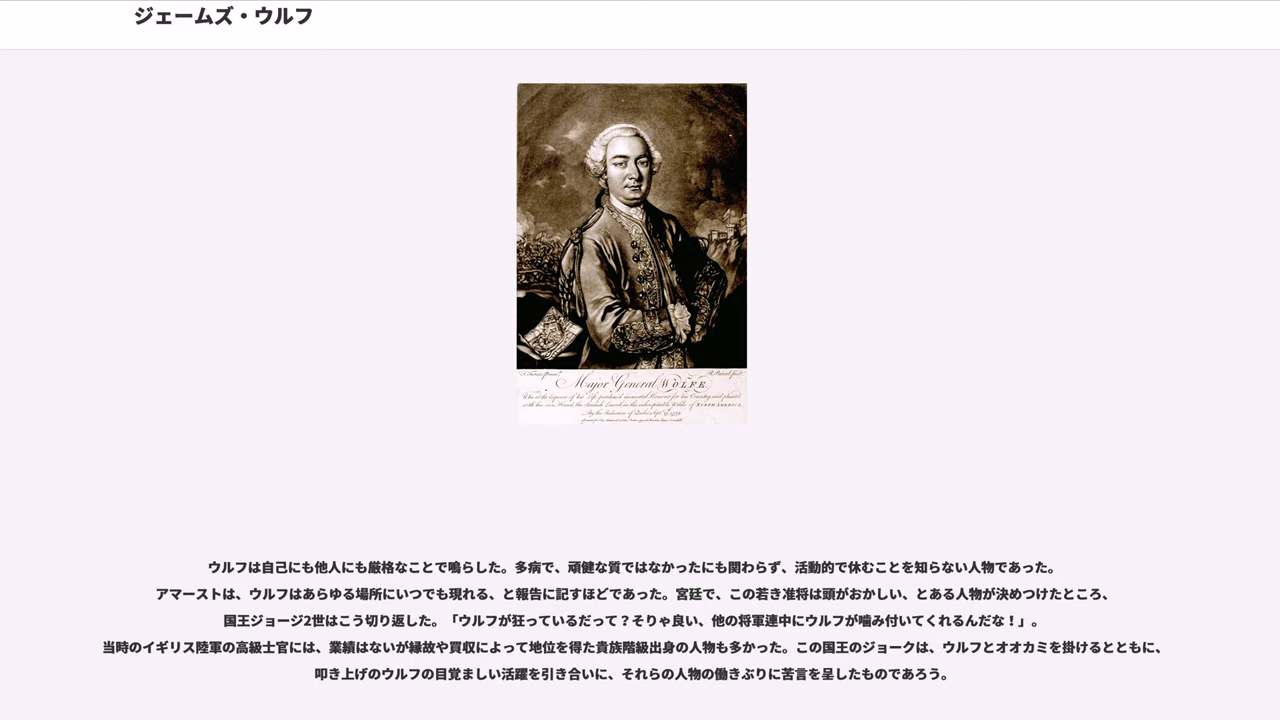 ジェームズ・ウルフ
Major General WOLFE
ウルフは自己にも他人にも厳格なことで鳴らした。多病で、頑健な質ではなかったにも関わらず、活動的で休むことを知らない人物であった。
アマーストは、ウルフはあらゆる場所にいつでも現れる、と報告に記すほどであった。宮廷で、この若き准将は頭がおかしい、とある人物が決めつけたところ、
国王ジョージ2世はこう切り返した。「ウルフが狂っているだって？そりゃ良い、他の将軍連中にウルフが噛み付いてくれるんだな！」。
当時のイギリス陸軍の高級士官には、業績はないが縁故や買収によって地位を得た貴族階級出身の人物も多かった。この国王のジョークは、ウルフとオオカミを掛けるとともに、
叩き上げのウルフの目覚ましい活躍を引き合いに、それらの人物の働きぶりに苦言を呈したものであろう。